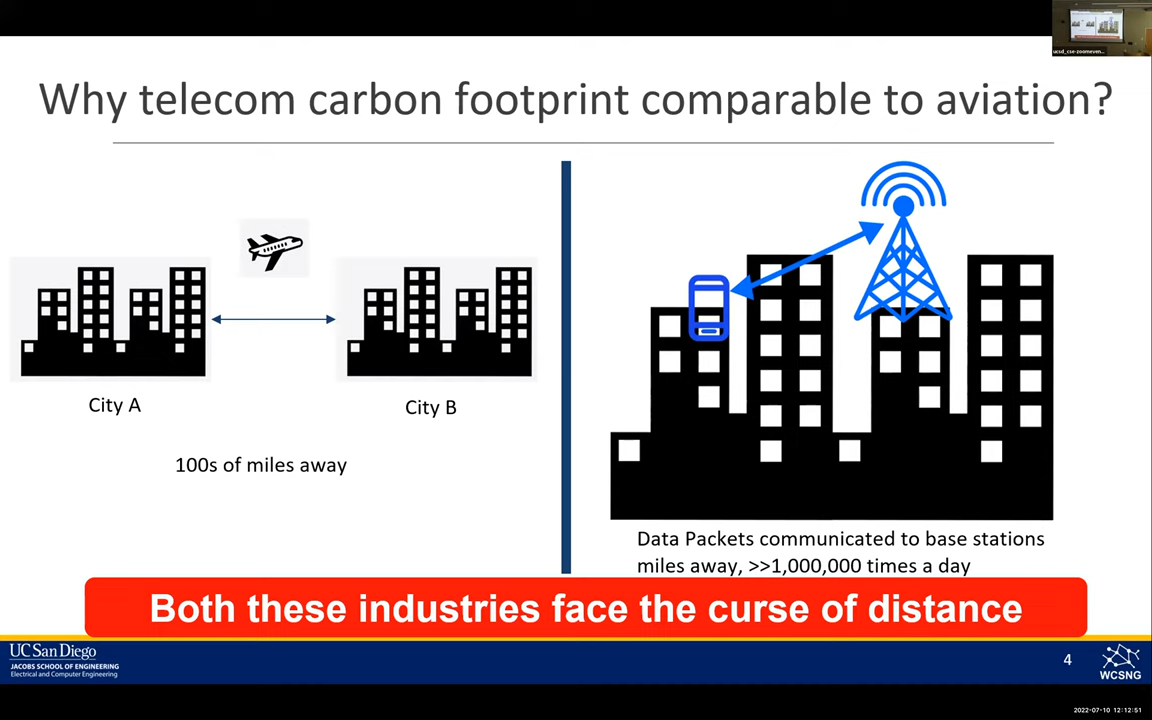 ucsd_cse-zoomeven...
Why telecom carbon footprint comparable to aviation?
City A
City B
100s of miles away
Data Packets communicated to base stations
miles away, >>1,000,000 times a day
Both these industries face the curse of distance
UC San Diego
JACOBS SCHOOL OF ENGINEERING
Electrical and Computer Engineering
4
WCSNG
2022-07-10 12:12:51